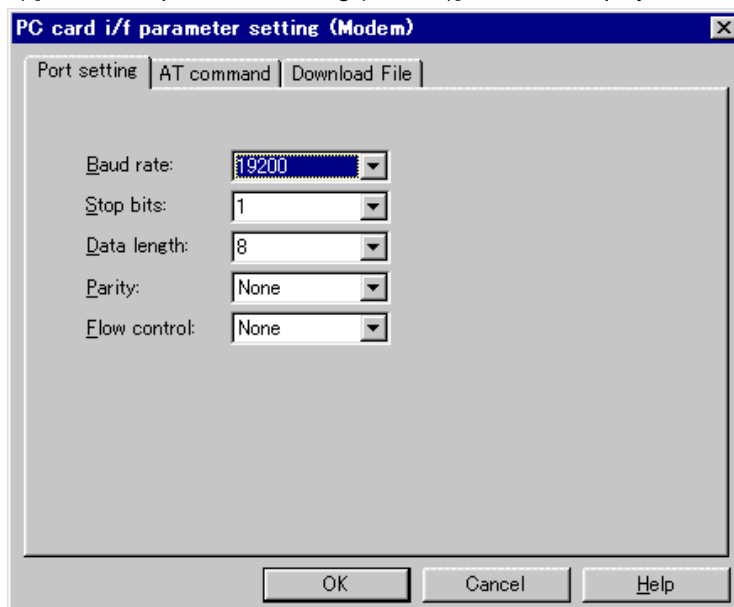 PC card i/f parameter setting (Modem)
Port setting AT command Download File
Baud rate: 19200
Stop bits: 1
Data length: 8
Parity: None
Flow control: None
OK Cancel Help